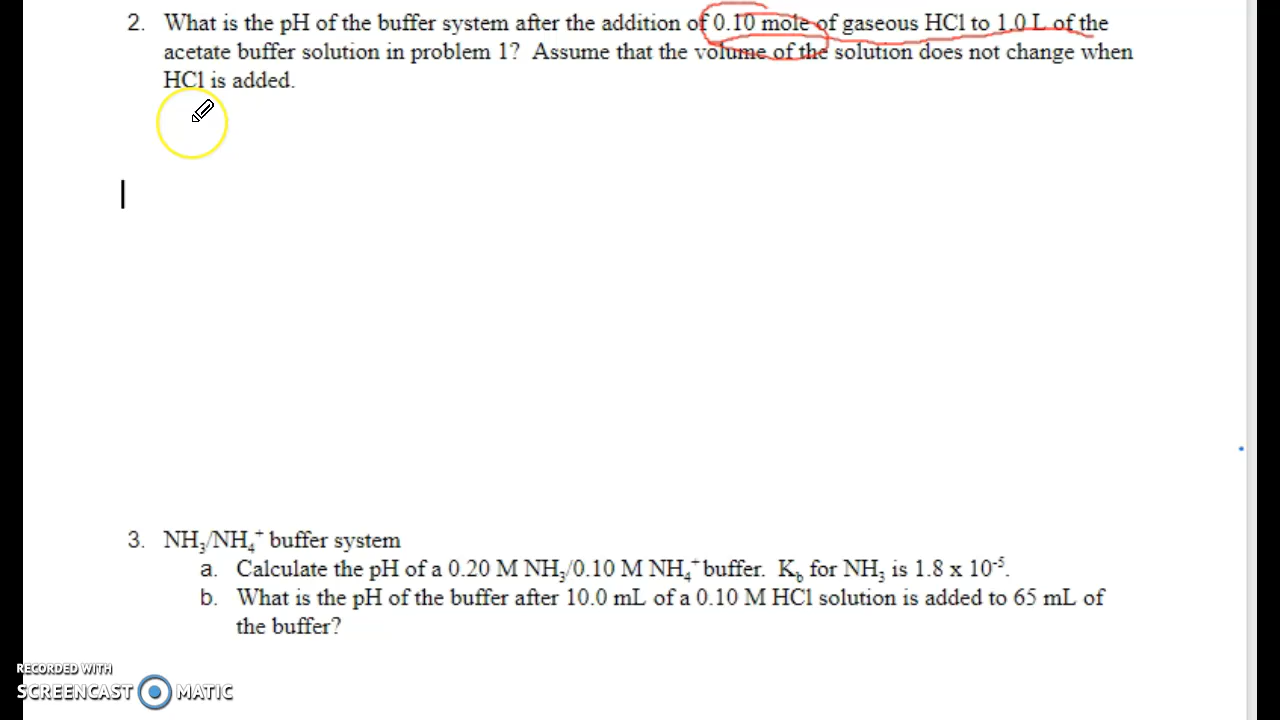 2. What is the pH of the buffer system after the addition of 0.10 mole of gaseous HCl to 1.0 L of the
acetate buffer solution in problem 1? Assume that the volume of the solution does not change when
HCl is added.
3. NH₃/NH₄⁺ buffer system
a. Calculate the pH of a 0.20 M NH₃/0.10 M NH₄⁺ buffer. K_b for NH₃ is 1.8 x 10⁻⁵.
b. What is the pH of the buffer after 10.0 mL of a 0.10 M HCl solution is added to 65 mL of
the buffer?
RECORDED WITH
SCREENCAST MATIC